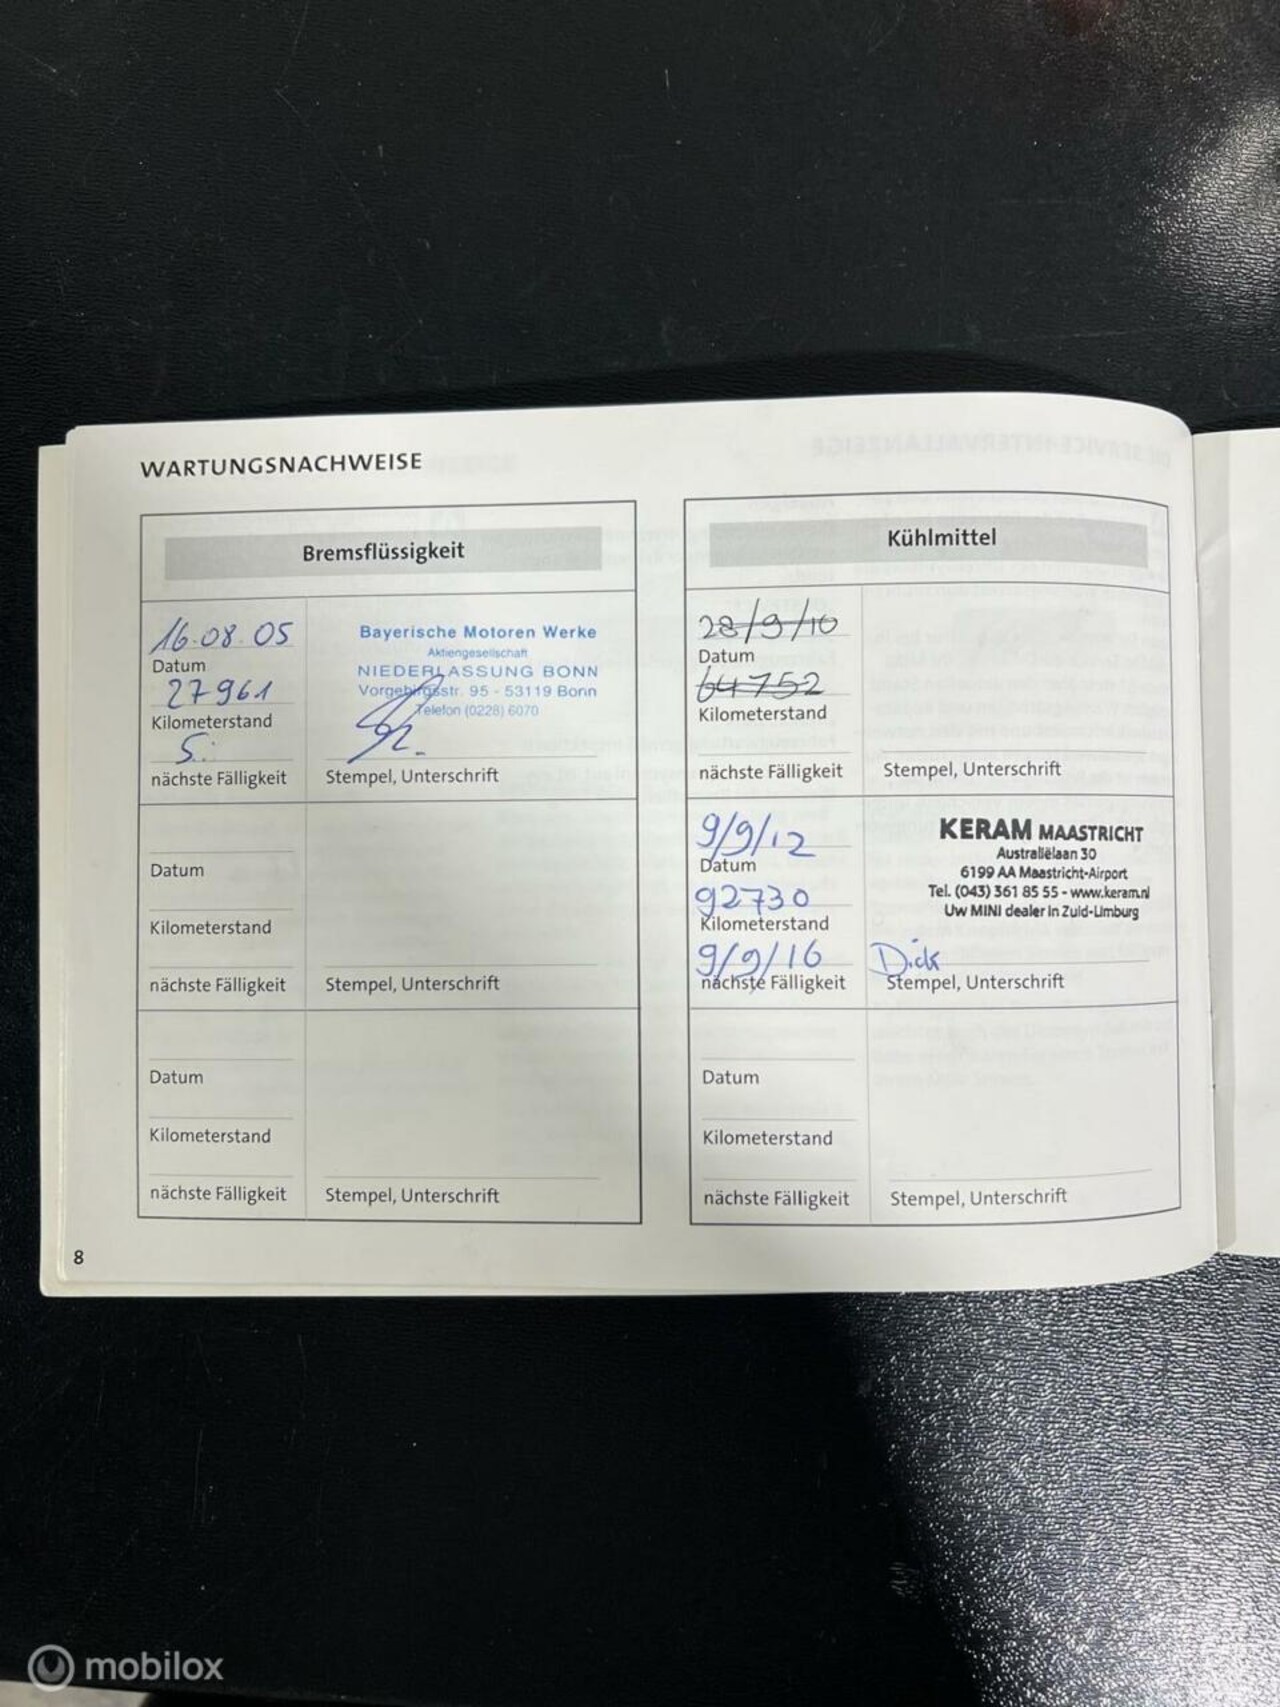 WARTUNGSNACHWEISE
Bremsflüssigkeit
16.08.05
Datum
27961
Kilometerstand
S.
nächste Fälligkeit
Bayerische Motoren Werke
Aktiengesellschaft
NIEDERLASSUNG BONN
Vorgebirgsstr. 95 - 53119 Bonn
Telefon (0228) 6070
Stempel, Unterschrift
Datum
Kilometerstand
nächste Fälligkeit
Stempel, Unterschrift
Datum
Kilometerstand
nächste Fälligkeit
Stempel, Unterschrift
Kühlmittel
28/9/10
Datum
64752
Kilometerstand
nächste Fälligkeit
Stempel, Unterschrift
9/9/12
Datum
92730
Kilometerstand
9/9/16
nächste Fälligkeit
KERAM MAASTRICHT
Australiëlaan 30
6199 AA Maastricht-Airport
Tel. (043) 361 85 55 - www.keram.nl
Uw MINI dealer in Zuid-Limburg
Dick
Stempel, Unterschrift
Datum
Kilometerstand
nächste Fälligkeit
Stempel, Unterschrift
8
mobilox